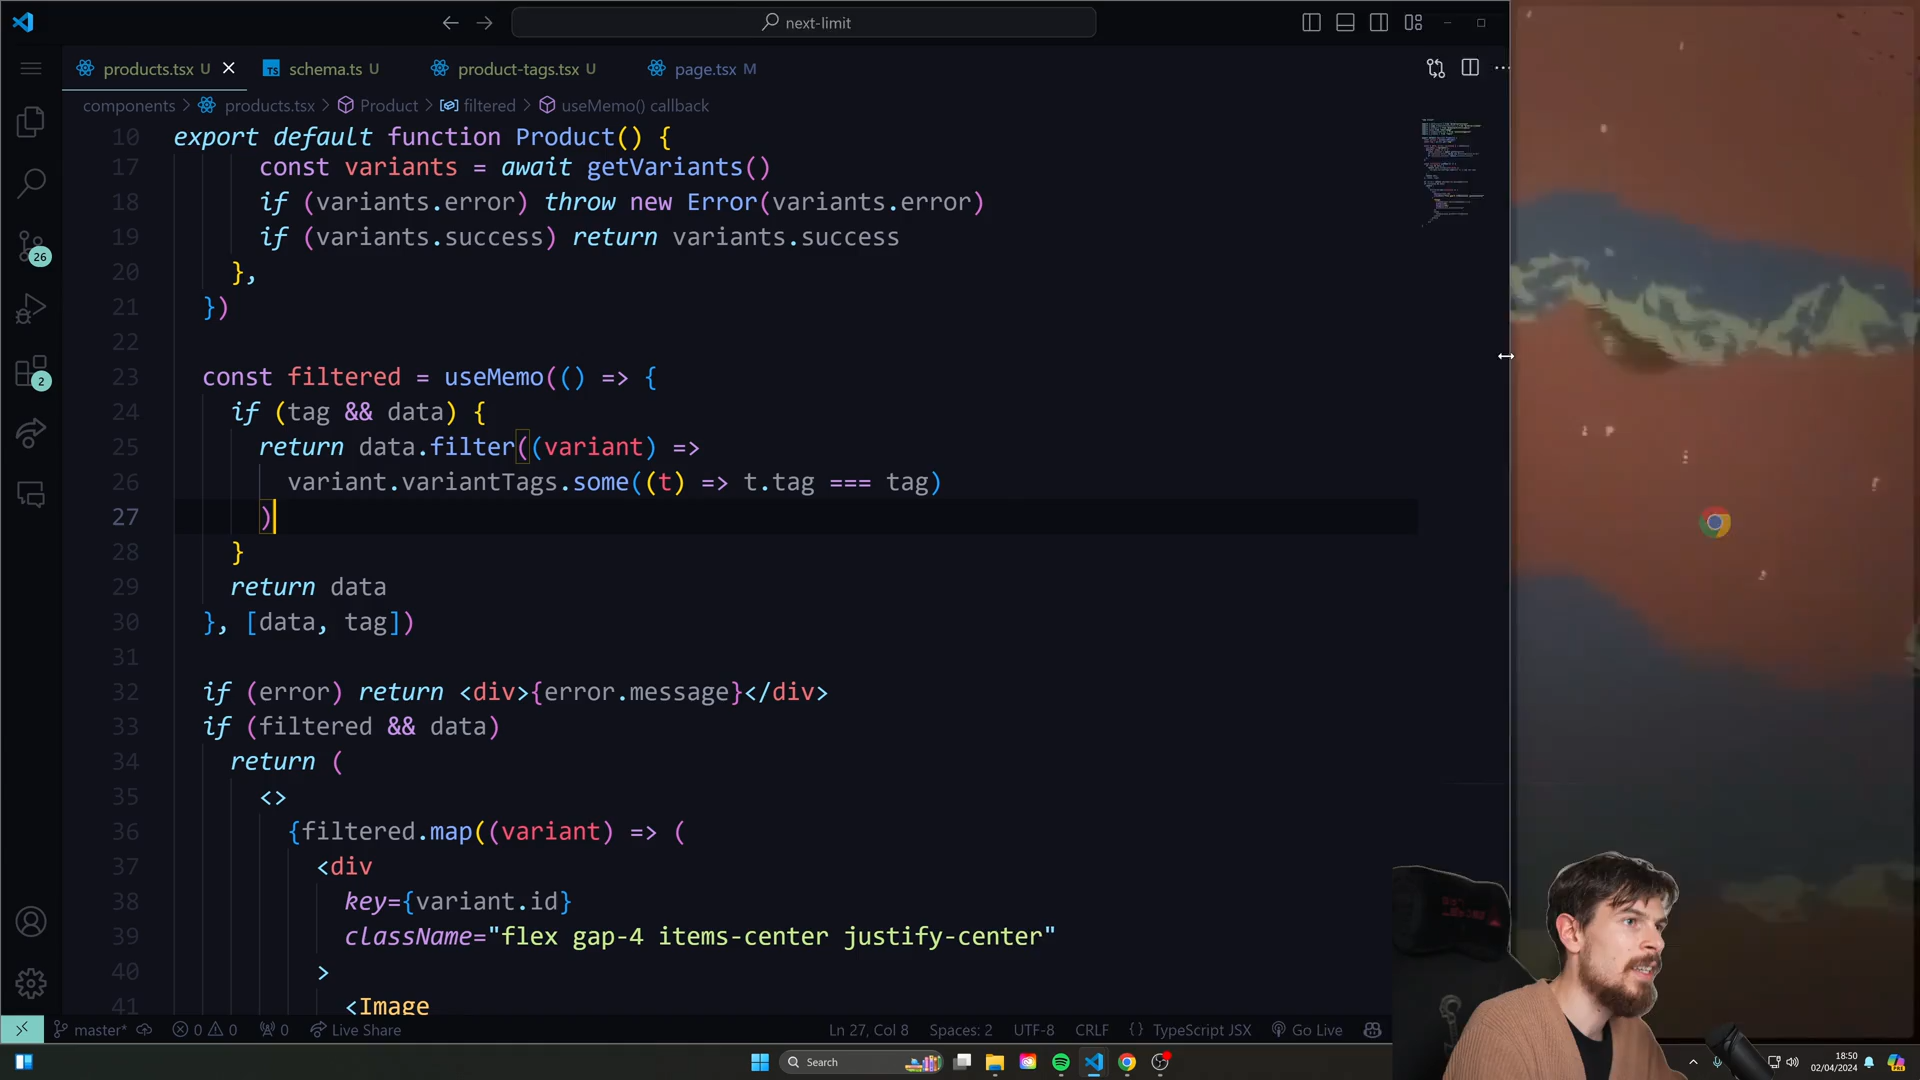 next-limit
products.tsx U
schema.ts U
product-tags.tsx U
page.tsx M
components > products.tsx > Product > filtered > useMemo() callback
10 export default function Product() {
17 const variants = await getVariants()
18 if (variants.error) throw new Error(variants.error)
19 if (variants.success) return variants.success
20 },
21 })
22
23 const filtered = useMemo(() => {
24 if (tag && data) {
25 return data.filter((variant) =>
26 variant.variantTags.some((t) => t.tag === tag)
27 )
28 }
29 return data
30 }, [data, tag])
31
32 if (error) return <div>{error.message}</div>
33 if (filtered && data)
34 return (
35 <>
36 {filtered.map((variant) => (
37 <div
38 key={variant.id}
39 className="flex gap-4 items-center justify-center"
40 >
41 <Image
26
2
master* 0 0 0 Live Share
Ln 27, Col 8 Spaces: 2 UTF-8 CRLF {} TypeScript JSX Go Live
Search
18:50
02/04/2024